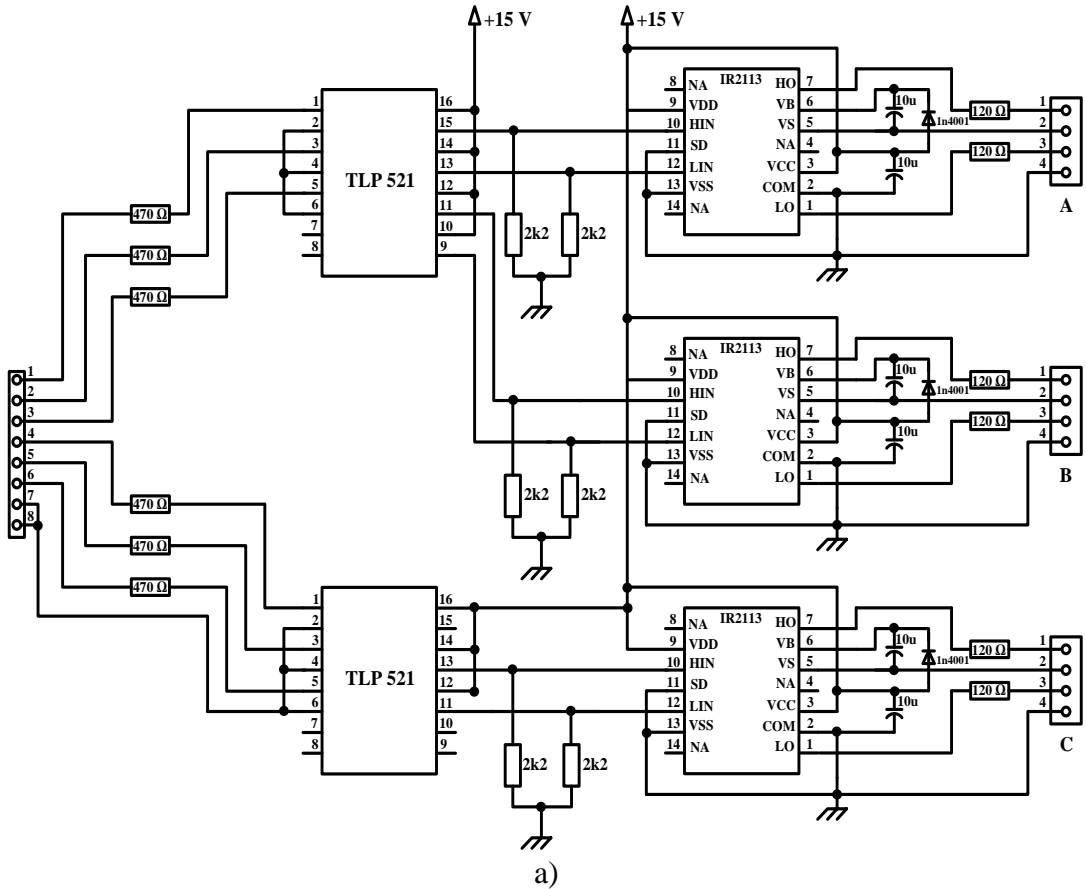 +15 V
+15 V
TLP 521
1
2
3
4
5
6
7
8
16
15
14
13
12
11
10
9
470 Ω
470 Ω
470 Ω
2k2
2k2
IR2113
8 NA
9 VDD
10 HIN
11 SD
12 LIN
13 VSS
14 NA
HO 7
VB 6
VS 5
NA 4
VCC 3
COM 2
LO 1
10u
1n4001
10u
120 Ω
120 Ω
1
2
3
4
A
1
2
3
4
5
6
7
8
2k2
2k2
IR2113
8 NA
9 VDD
10 HIN
11 SD
12 LIN
13 VSS
14 NA
HO 7
VB 6
VS 5
NA 4
VCC 3
COM 2
LO 1
10u
1n4001
10u
120 Ω
120 Ω
1
2
3
4
B
470 Ω
470 Ω
470 Ω
TLP 521
1
2
3
4
5
6
7
8
16
15
14
13
12
11
10
9
2k2
2k2
IR2113
8 NA
9 VDD
10 HIN
11 SD
12 LIN
13 VSS
14 NA
HO 7
VB 6
VS 5
NA 4
VCC 3
COM 2
LO 1
10u
1n4001
10u
120 Ω
120 Ω
1
2
3
4
C
a)